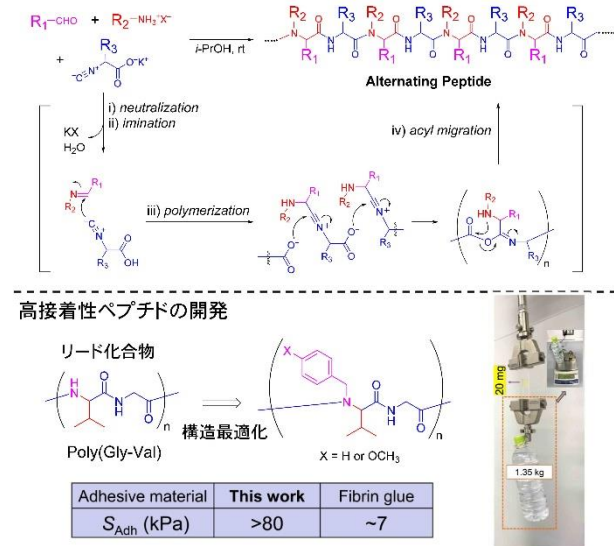 R₁–CHO + R₂–NH₃⁺X⁻
+ ⁻C≡N⁺ R₃ O⁻K⁺ O
i-PrOH, rt
R₂ O R₃ R₂ O R₃ R₂ O R₃ R₂ O R₃
N N H N N H N N H N N H
R₁ O R₁ O R₁ O R₁ O
Alternating Peptide
i) neutralization
ii) imination
KX
H₂O
iv) acyl migration
N R₁ R₂
C N⁺ O R₃ OH
iii) polymerization
HN R₁ R₂ N⁺ O R₃ O⁻
HN R₁ R₂ N⁺ R₃
O O⁻
R₂ HN R₁ O O N R₃ n
高接着性ペプチドの開発
リード化合物
H N O N H O n
Poly(Gly-Val)
構造最適化
X N O N H O n
X = H or OCH₃
20 mg
1.35 kg
Adhesive material This work Fibrin glue
S_Adh (kPa) >80 ~7